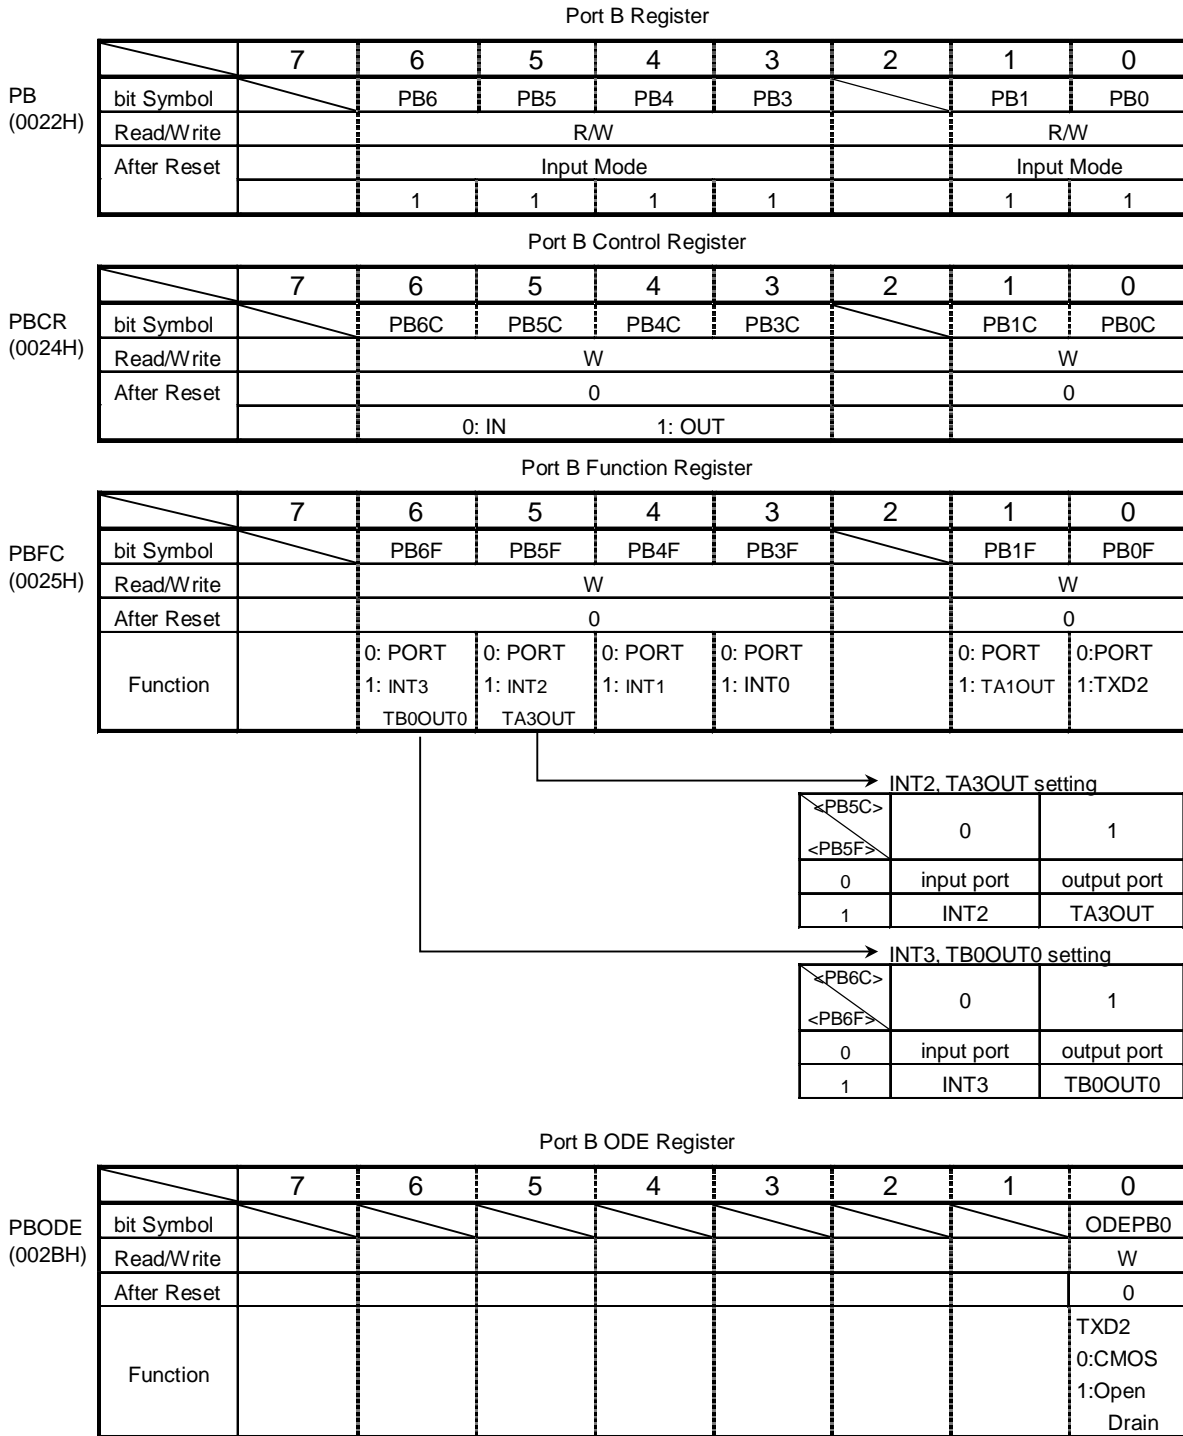 Port B Register
7 6 5 4 3 2 1 0
PB
(0022H)
bit Symbol PB6 PB5 PB4 PB3 PB1 PB0
Read/Write R/W R/W
After Reset Input Mode Input Mode
1 1 1 1 1 1
Port B Control Register
7 6 5 4 3 2 1 0
PBCR
(0024H)
bit Symbol PB6C PB5C PB4C PB3C PB1C PB0C
Read/Write W W
After Reset 0 0
0: IN 1: OUT
Port B Function Register
7 6 5 4 3 2 1 0
PBFC
(0025H)
bit Symbol PB6F PB5F PB4F PB3F PB1F PB0F
Read/Write W W
After Reset 0 0
0: PORT 0: PORT 0: PORT 0: PORT 0: PORT 0:PORT
Function 1: INT3 1: INT2 1: INT1 1: INT0 1: TA1OUT 1:TXD2
TB0OUT0 TA3OUT
INT2, TA3OUT setting
<PB5C> 0 1
<PB5F>
0 input port output port
1 INT2 TA3OUT
INT3, TB0OUT0 setting
<PB6C> 0 1
<PB6F>
0 input port output port
1 INT3 TB0OUT0
Port B ODE Register
7 6 5 4 3 2 1 0
PBODE
(002BH)
bit Symbol ODEPB0
Read/Write W
After Reset 0
Function TXD2
0:CMOS
1:Open
Drain